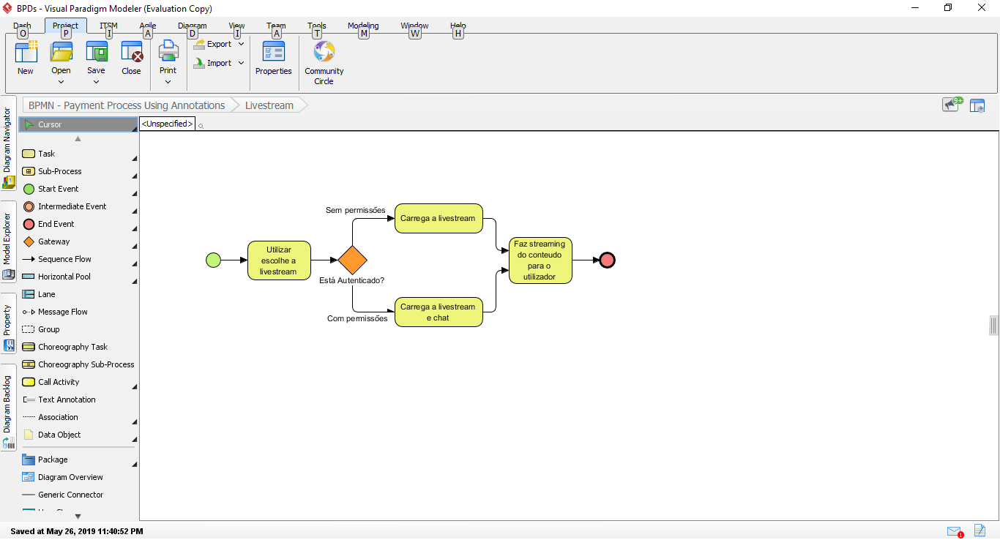 BPDs - Visual Paradigm Modeler (Evaluation Copy)
Dash Project ITSM Agile Diagram View Team Tools Modeling Window Help
O P I A D I A T M W H
New
Open
Save
Close
Print
Export
Import
Properties
Community
Circle
BPMN - Payment Process Using Annotations
Livestream
9+
Diagram Navigator
Model Explorer
Property
Diagram Backlog
Cursor
Task
Sub-Process
Start Event
Intermediate Event
End Event
Gateway
Sequence Flow
Horizontal Pool
Lane
Message Flow
Group
Choreography Task
Choreography Sub-Process
Call Activity
Text Annotation
Association
Data Object
Package
Diagram Overview
Generic Connector
<Unspecified>
Utilizar
escolhe a
livestream
Sem permissões
Está Autenticado?
Com permissões
Carrega a livestream
Carrega a livestream
e chat
Faz streaming
do conteudo
para o
utilizador
Saved at May 26, 2019 11:40:52 PM
1